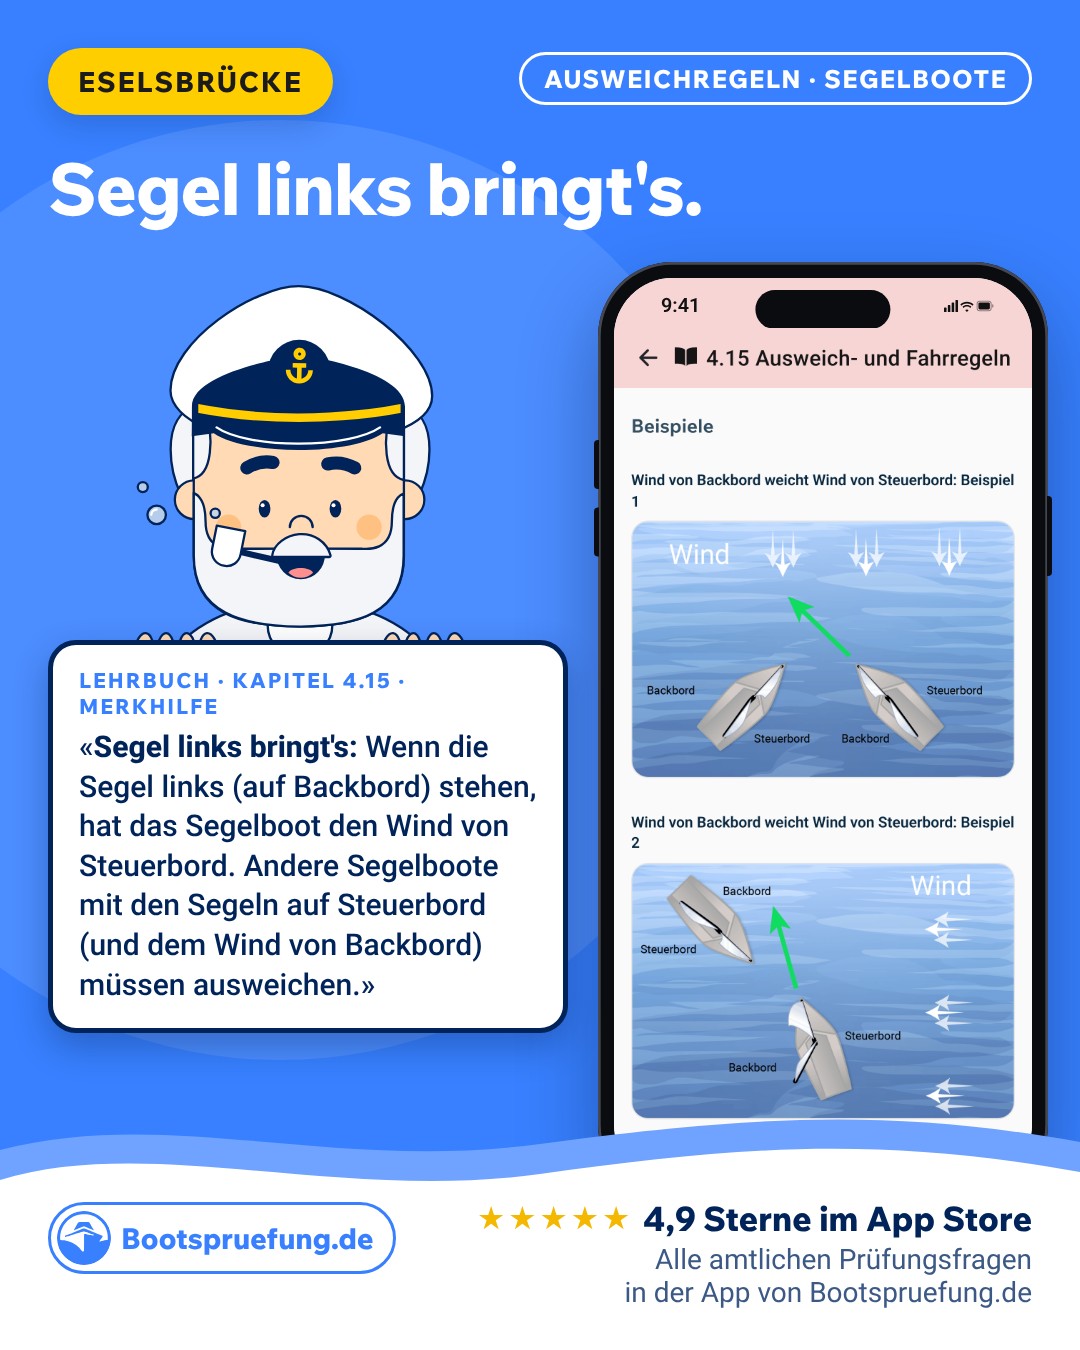 ESELSBRÜCKE
AUSWEICHREGELN · SEGELBOOTE
Segel links bringt's.
LEHRBUCH · KAPITEL 4.15 ·
MERKHILFE
«Segel links bringt's: Wenn die
Segel links (auf Backbord) stehen,
hat das Segelboot den Wind von
Steuerbord. Andere Segelboote
mit den Segeln auf Steuerbord
(und dem Wind von Backbord)
müssen ausweichen.»
9:41
4.15 Ausweich- und Fahrregeln
Beispiele
Wind von Backbord weicht Wind von Steuerbord: Beispiel
1
Wind
Backbord
Steuerbord
Steuerbord
Backbord
Wind von Backbord weicht Wind von Steuerbord: Beispiel
2
Backbord
Wind
Steuerbord
Steuerbord
Backbord
Bootspruefung.de
★★★★★ 4,9 Sterne im App Store
Alle amtlichen Prüfungsfragen
in der App von Bootspruefung.de